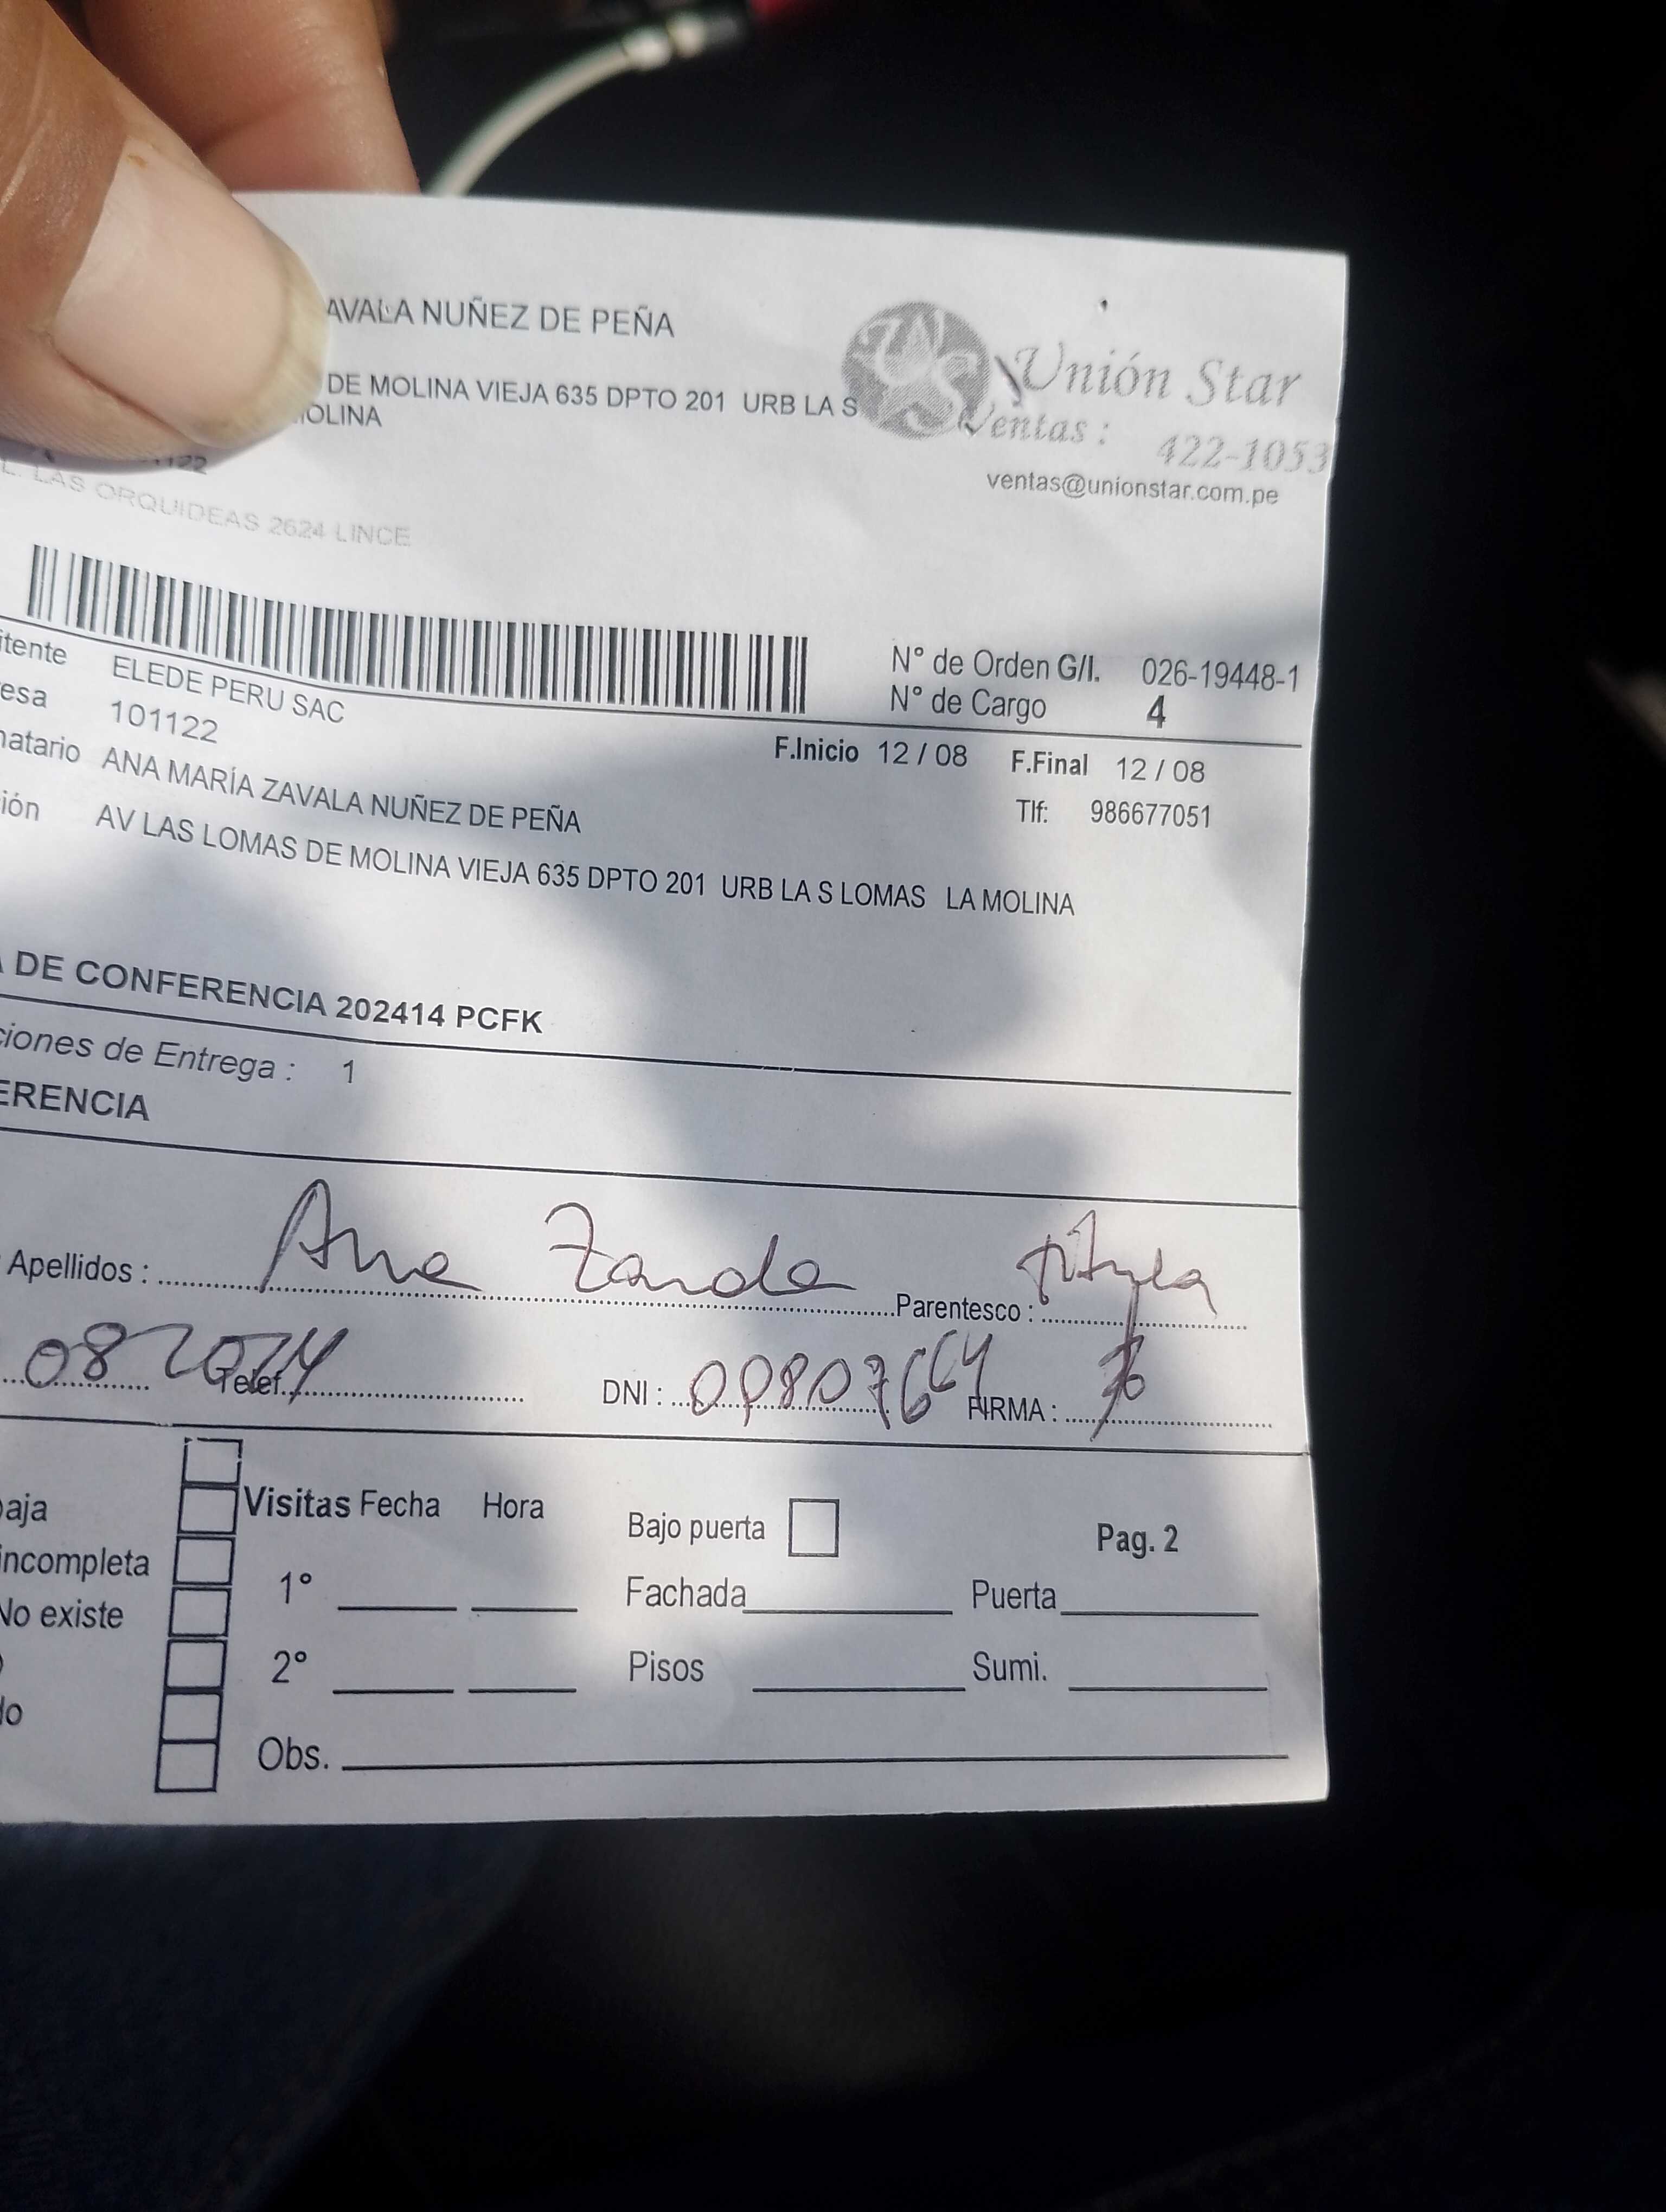 AVALA NUÑEZ DE PEÑA
DE MOLINA VIEJA 635 DPTO 201 URB LA S
OLINA
Unión Star
Ventas : 422-1053
ventas@unionstar.com.pe
LAS ORQUIDEAS 2624 LINCE
N° de Orden G/I. 026-19448-1
N° de Cargo 4
itente ELEDE PERU SAC
esa 101122
F.Inicio 12 / 08 F.Final 12 / 08
natario ANA MARÍA ZAVALA NUÑEZ DE PEÑA
Tlf: 986677051
ión AV LAS LOMAS DE MOLINA VIEJA 635 DPTO 201 URB LA S LOMAS LA MOLINA
DE CONFERENCIA 202414 PCFK
ciones de Entrega : 1
ERENCIA
Apellidos : Ana Zavala Parentesco :
08 2024 Telef. DNI : FIRMA :
Visitas Fecha Hora
Bajo puerta
Pag. 2
aja
incompleta
1° Fachada Puerta
No existe
2° Pisos Sumi.
do
Obs.